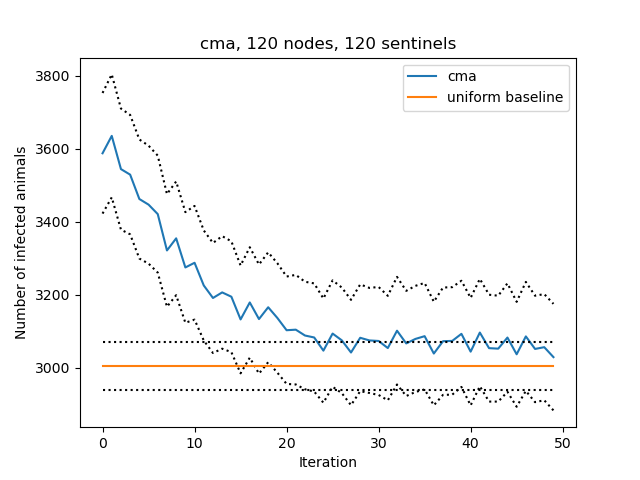 cma, 120 nodes, 120 sentinels
cma
uniform baseline
Number of infected animals
3800
3600
3400
3200
3000
0 10 20 30 40 50
Iteration